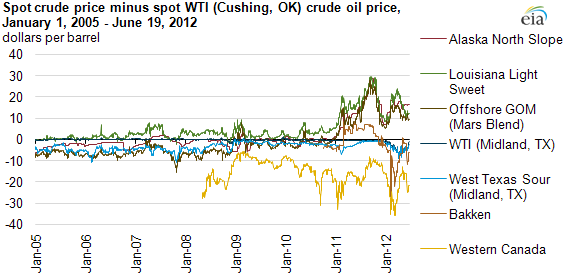 Spot crude price minus spot WTI (Cushing, OK) crude oil price,
January 1, 2005 - June 19, 2012
dollars per barrel
eia
40
30
20
10
0
-10
-20
-30
-40
Jan-05
Jan-06
Jan-07
Jan-08
Jan-09
Jan-10
Jan-11
Jan-12
Alaska North Slope
Louisiana Light
Sweet
Offshore GOM
(Mars Blend)
WTI (Midland, TX)
West Texas Sour
(Midland, TX)
Bakken
Western Canada